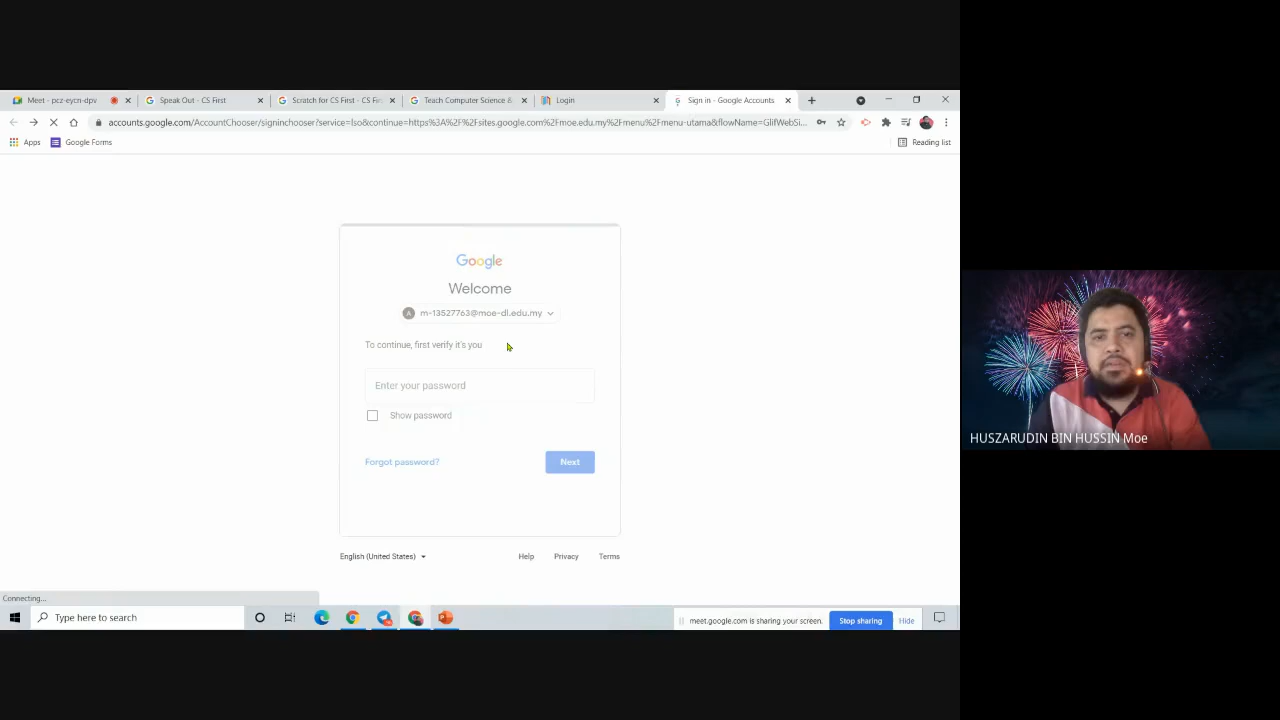 Meet - pcz-eycn-dpv
Speak Out - CS First
Scratch for CS First - CS Fir
Teach Computer Science &
Login
Sign in - Google Accounts
accounts.google.com/AccountChooser/signinchooser?service=lso&continue=https%3A%2F%2Fsites.google.com%2Fmoe.edu.my%2Fmenu%2Fmenu-utama&flowName=GlifWebSi...
Apps
Google Forms
Reading list
Google
Welcome
A m-13527763@moe-dl.edu.my
To continue, first verify it's you
Enter your password
Show password
Forgot password?
Next
English (United States)
Help
Privacy
Terms
Connecting...
Type here to search
meet.google.com is sharing your screen.
Stop sharing
Hide
HUSZARUDIN BIN HUSSIN Moe